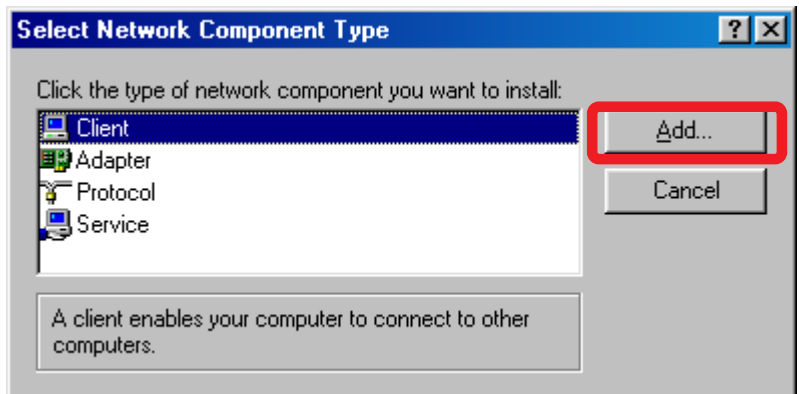 Select Network Component Type
Click the type of network component you want to install:
Client
Adapter
Protocol
Service
Add...
Cancel
A client enables your computer to connect to other
computers.